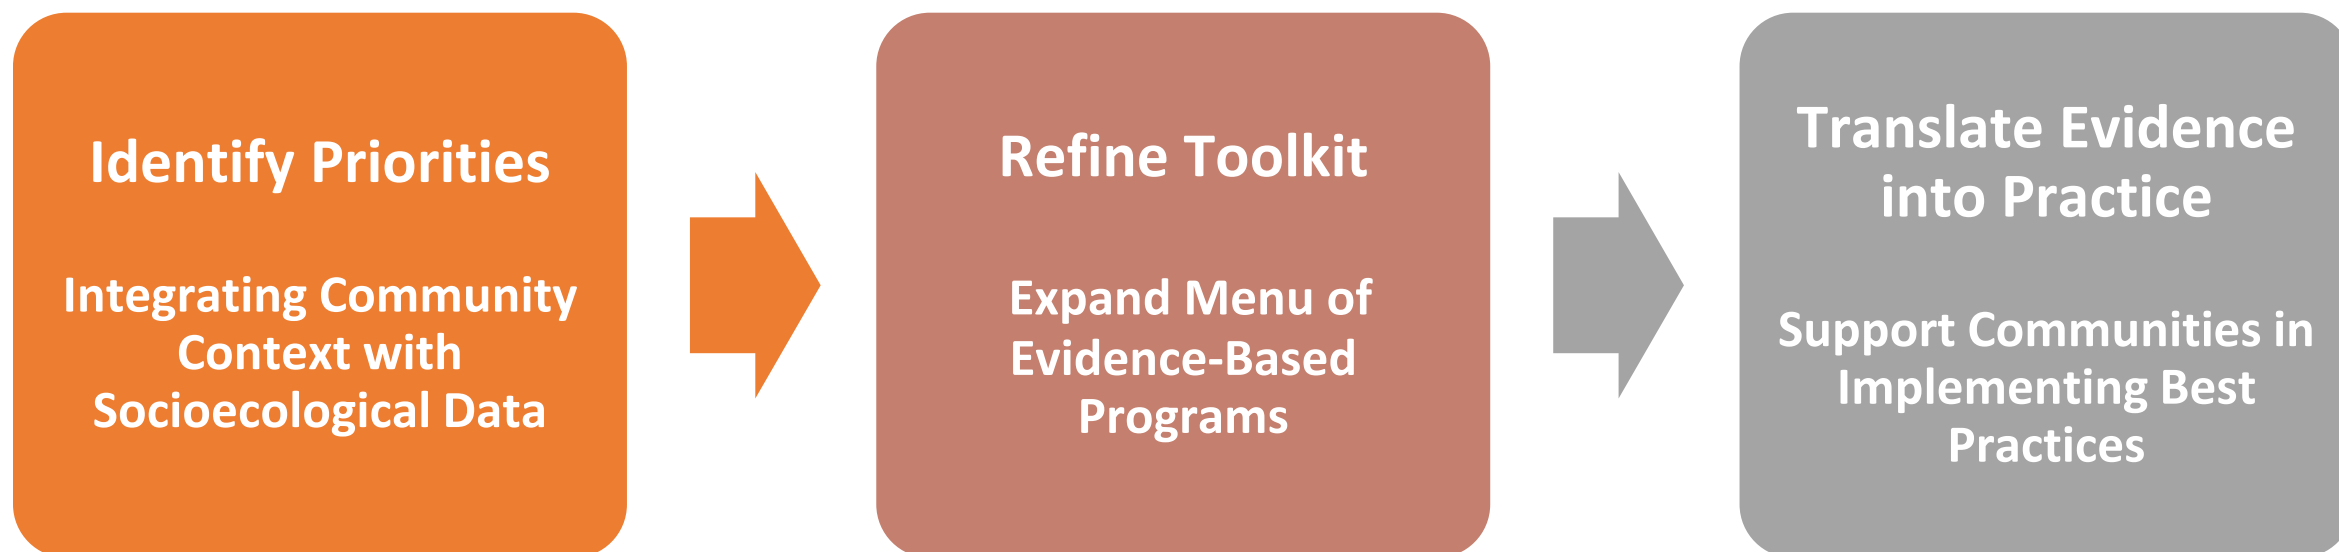 Identify Priorities
Integrating Community
Context with
Socioecological Data
Refine Toolkit
Expand Menu of
Evidence-Based
Programs
Translate Evidence
into Practice
Support Communities in
Implementing Best
Practices